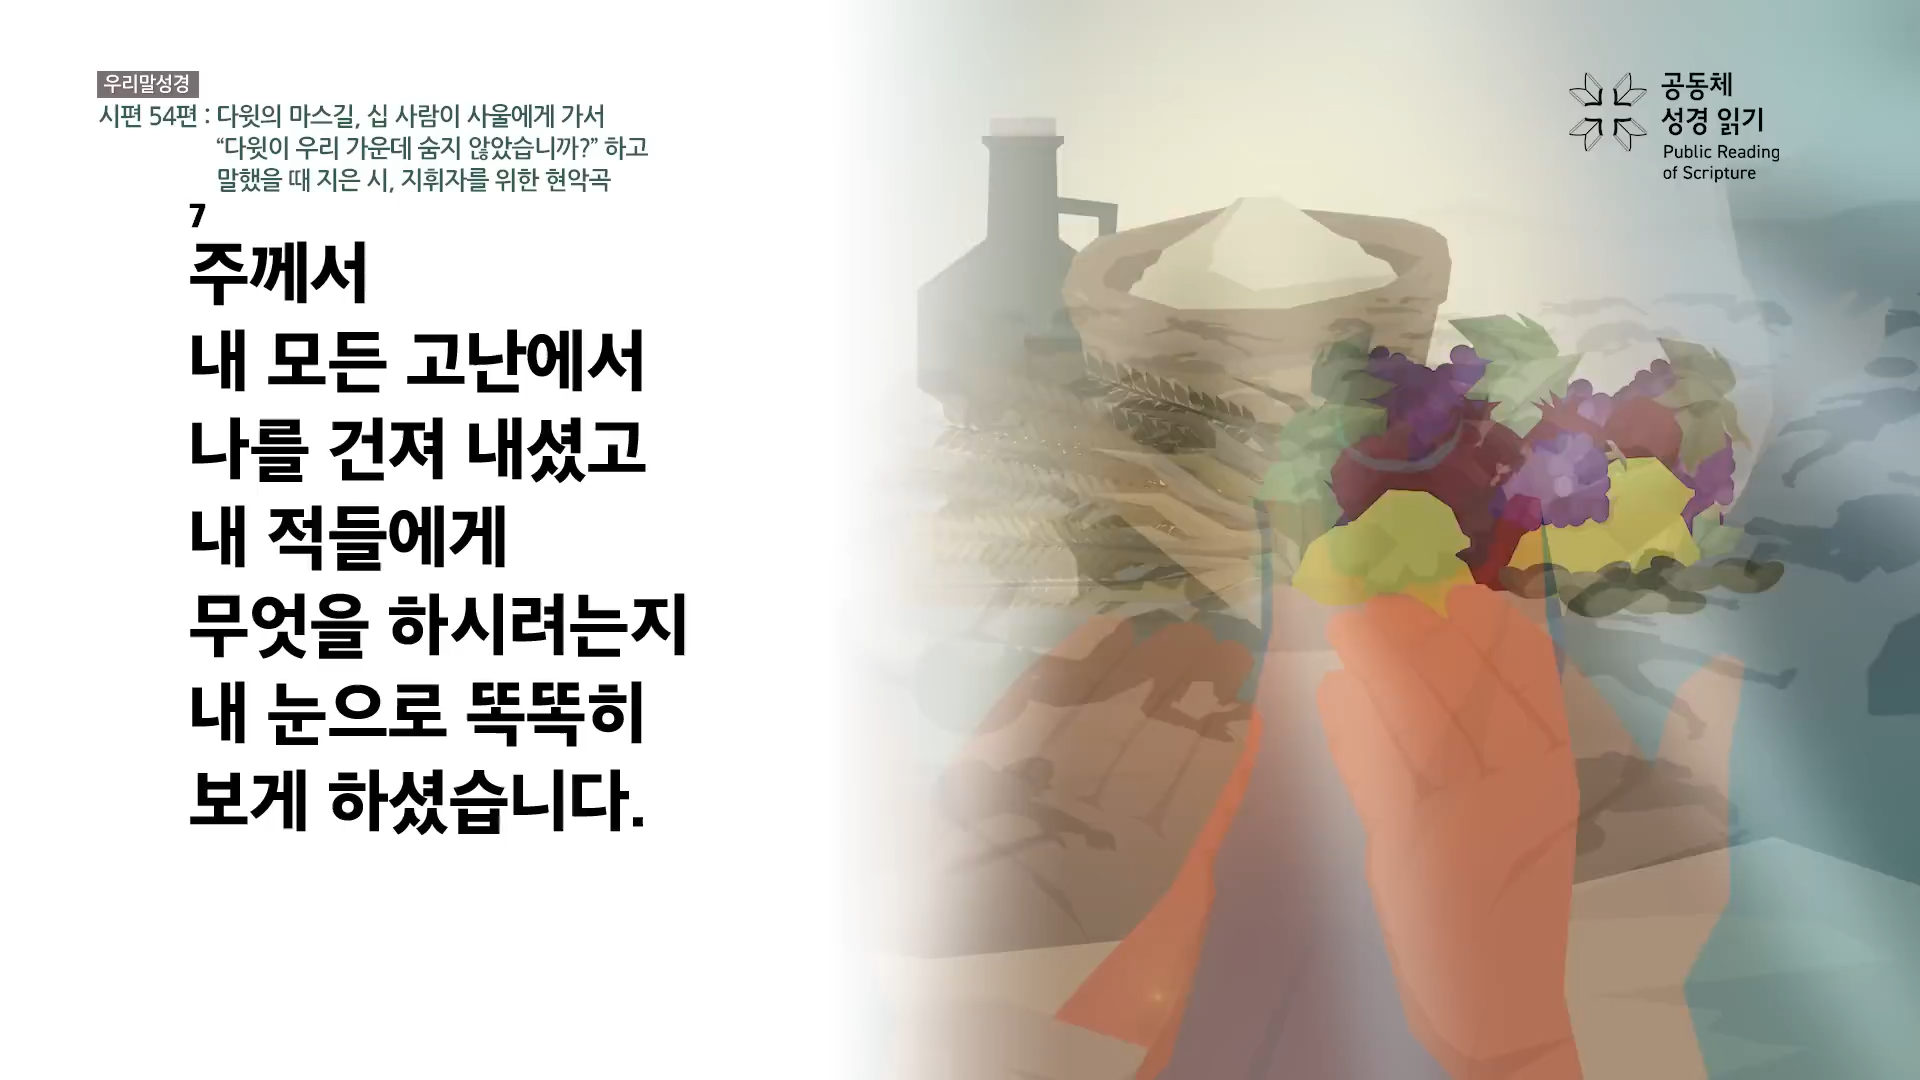 우리말성경
시편 54편 : 다윗의 마스길, 십 사람이 사울에게 가서
“다윗이 우리 가운데 숨지 않았습니까?” 하고
말했을 때 지은 시, 지휘자를 위한 현악곡
7
주께서
내 모든 고난에서
나를 건져 내셨고
내 적들에게
무엇을 하시려는지
내 눈으로 똑똑히
보게 하셨습니다.
공동체
성경 읽기
Public Reading
of Scripture